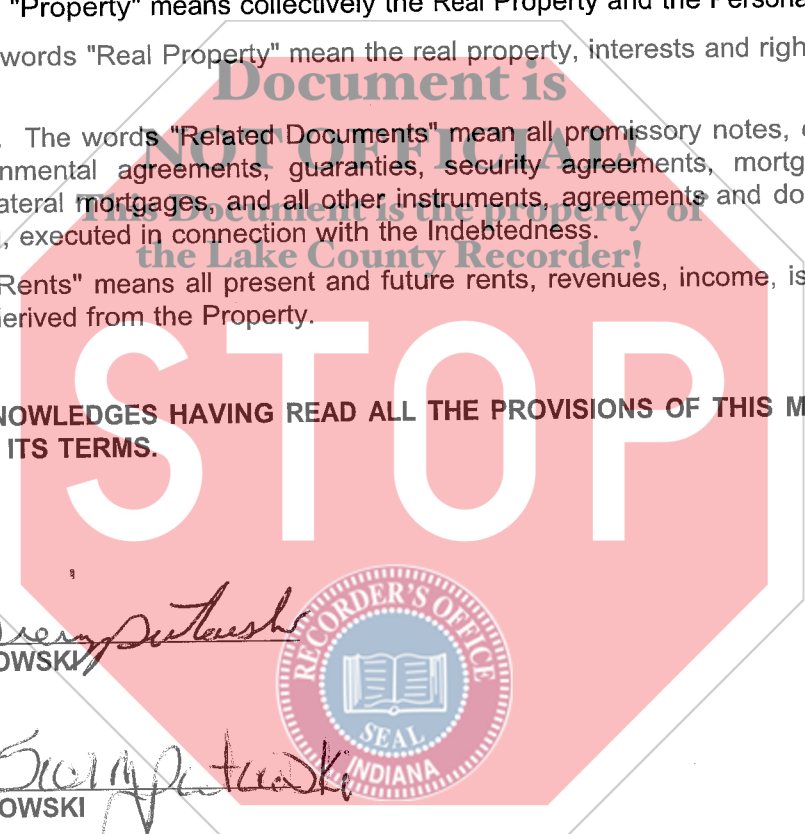 "Property" means collectively the Real Property and the Persona
words "Real Property" mean the real property, interests and righ
Document is
. The words "Related Documents" mean all promissory notes,
NOT OFFICIAL!
nmental agreements, guaranties, security agreements, mortg
ateral mortgages, and all other instruments, agreements and do
This Document is the property of
, executed in connection with the Indebtedness.
the Lake County Recorder!
Rents" means all present and future rents, revenues, income, is
erived from the Property.
STOP
NOWLEDGES HAVING READ ALL THE PROVISIONS OF THIS M
ITS TERMS.
OWSKI
RECORDER'S OFFICE
SEAL
INDIANA
OWSKI